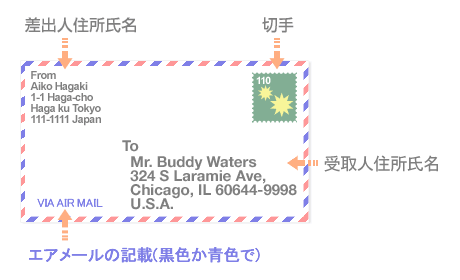 差出人住所氏名
切手
From
Aiko Hagaki
1-1 Haga-cho
Haga ku Tokyo
111-1111 Japan
110
To
Mr. Buddy Waters
324 S Laramie Ave,
Chicago, IL 60644-9998
U.S.A.
受取人住所氏名
VIA AIR MAIL
エアメールの記載(黒色か青色で)